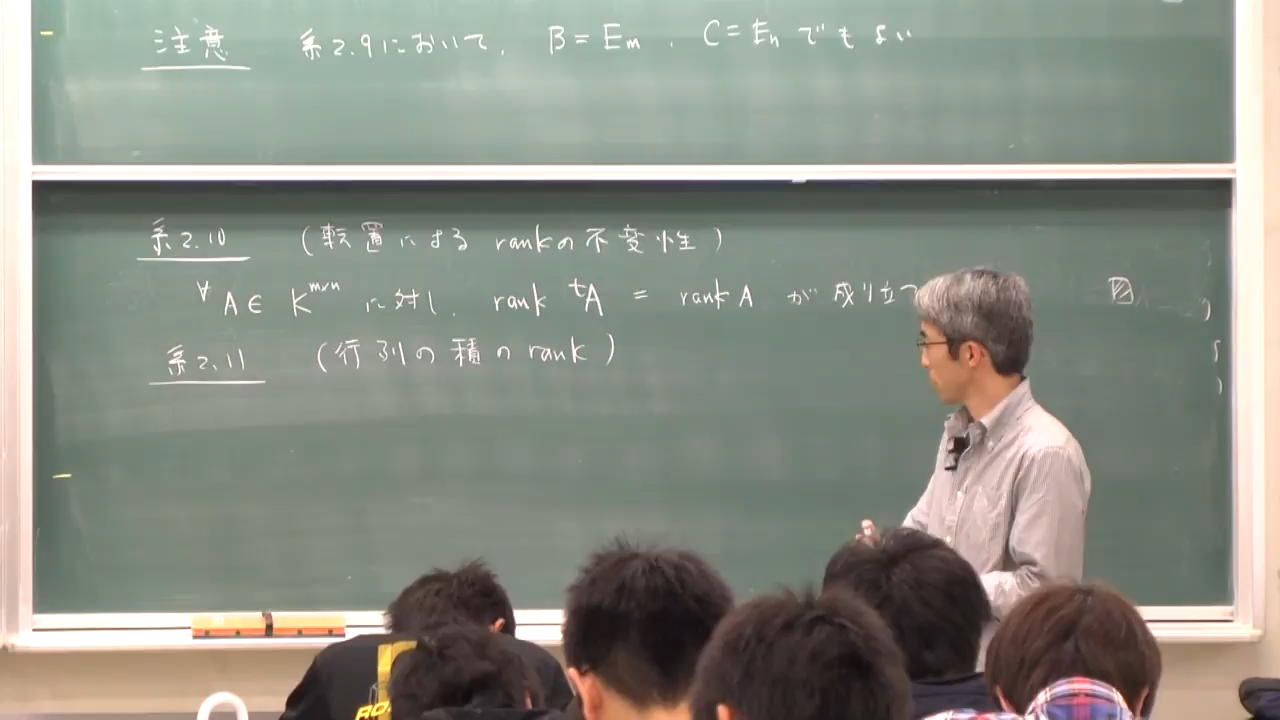 注意 系2.9において, B = Em , C = En でもよい
系2.10 (転置によるrankの不変性)
∀A ∈ K^{m×n} に対し, rank ᵗA = rank A が成り立つ
系2.11 (行列の積のrank)